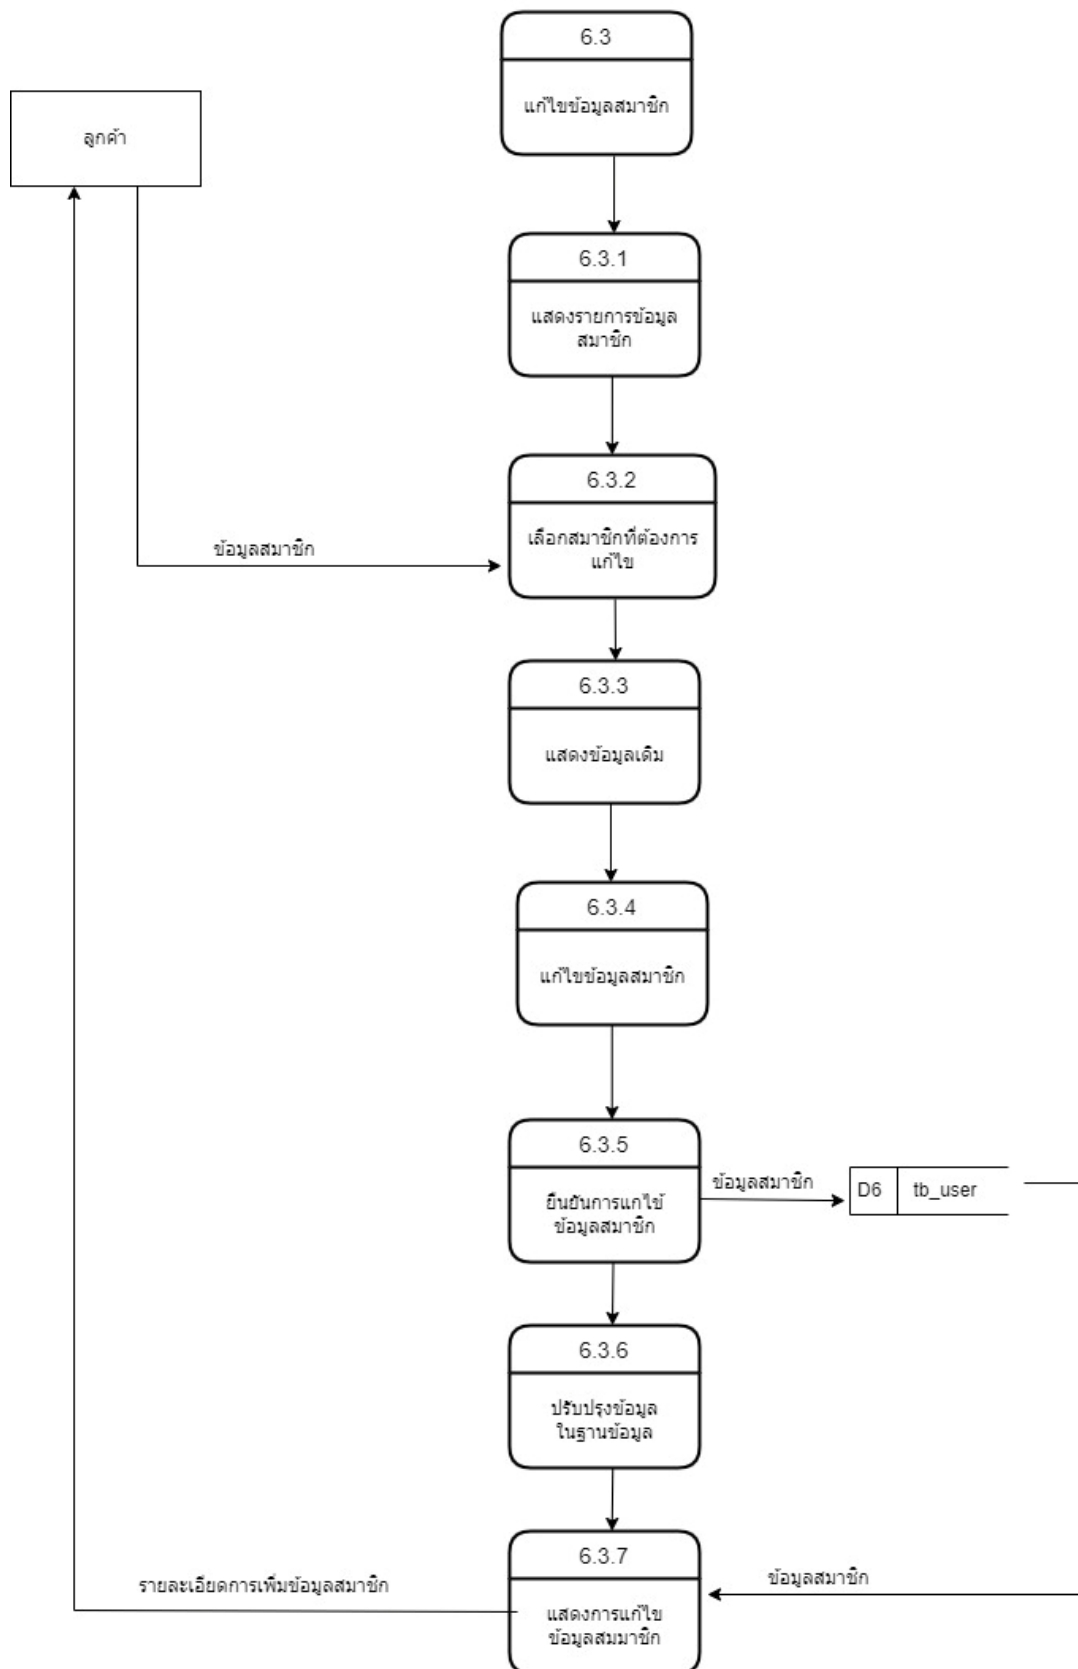 6.3
แก้ไขข้อมูลสมาชิก
ลูกค้า
6.3.1
แสดงรายการข้อมูล
สมาชิก
6.3.2
เลือกสมาชิกที่ต้องการ
แก้ไข
ข้อมูลสมาชิก
6.3.3
แสดงข้อมูลเดิม
6.3.4
แก้ไขข้อมูลสมาชิก
6.3.5
ยืนยันการแก้ไข้
ข้อมูลสมาชิก
ข้อมูลสมาชิก
D6 tb_user
6.3.6
ปรับปรุงข้อมูล
ในฐานข้อมูล
6.3.7
แสดงการแก้ไข
ข้อมูลสมมาชิก
รายละเอียดการเพิ่มข้อมูลสมาชิก
ข้อมูลสมาชิก